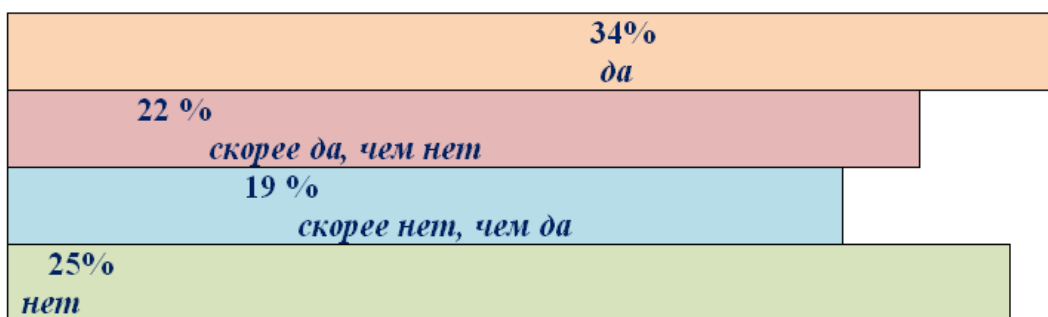 34%
да
22 %
скорее да, чем нет
19 %
скорее нет, чем да
25%
нет